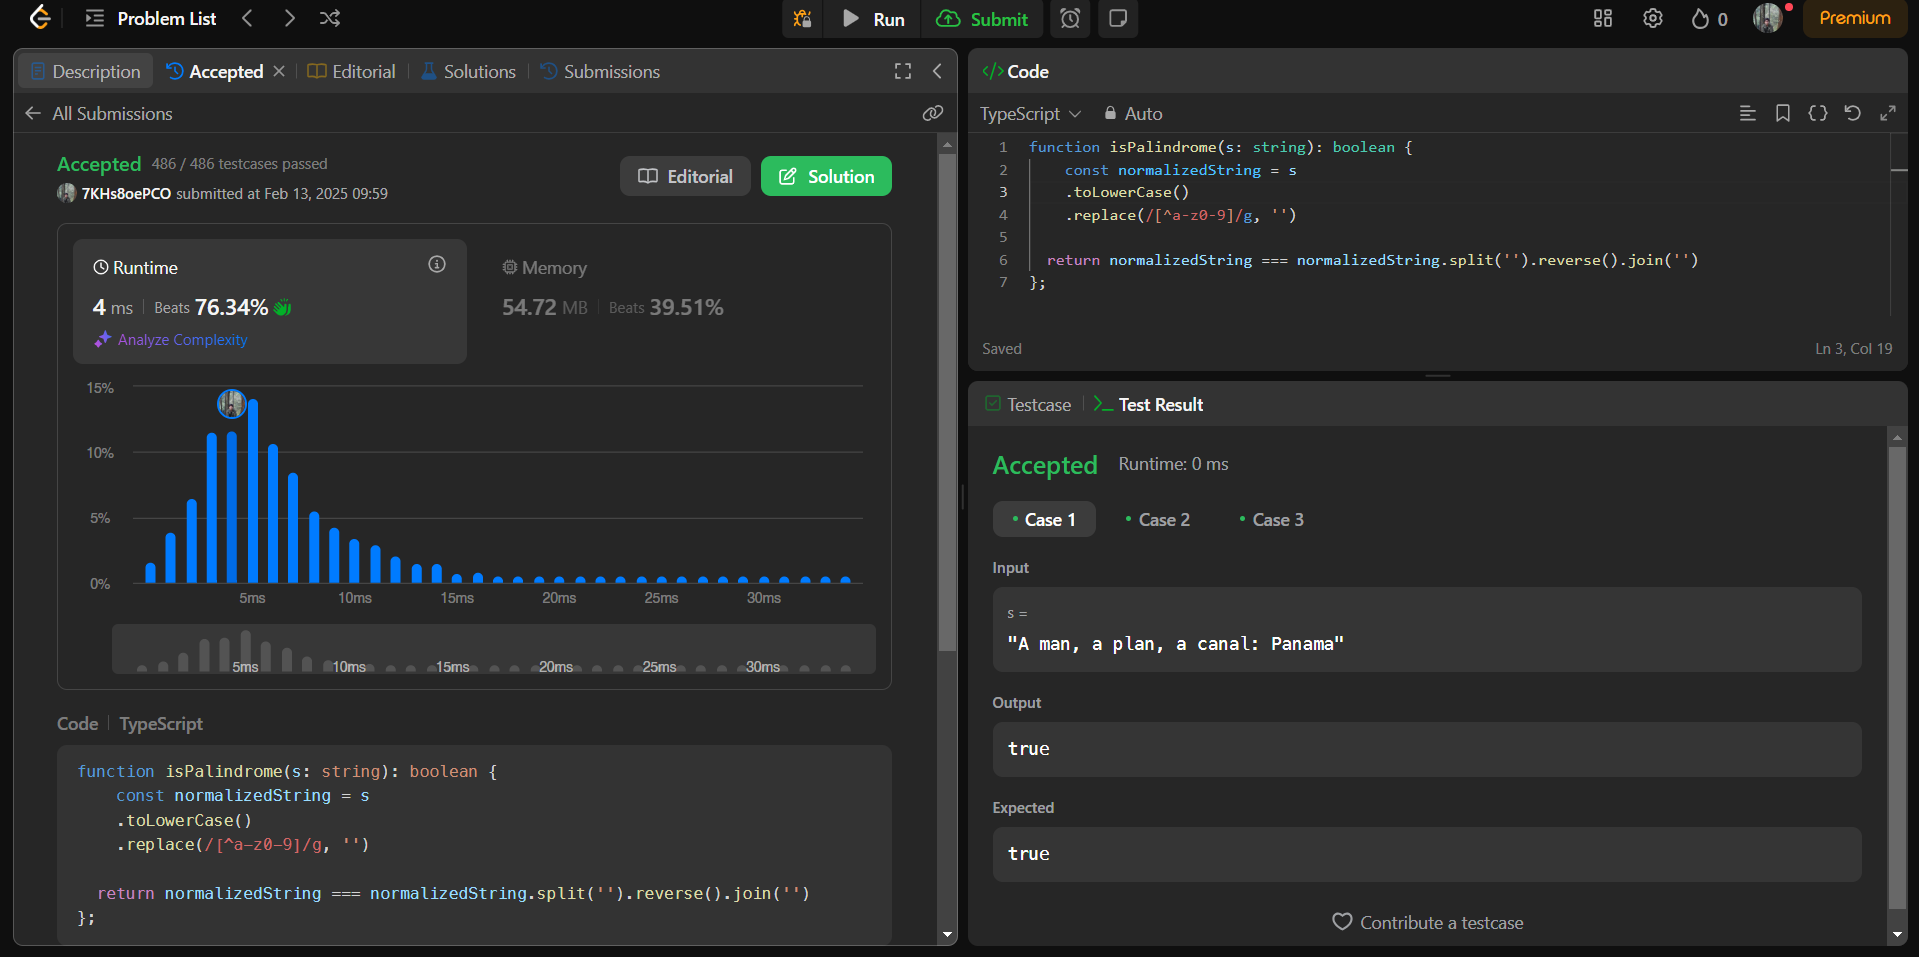 Problem List
Run
Submit
0
Premium
Description
Accepted
Editorial
Solutions
Submissions
All Submissions
Accepted 486 / 486 testcases passed
7KHs8oePCO submitted at Feb 13, 2025 09:59
Editorial
Solution
Runtime
4 ms Beats 76.34%
Analyze Complexity
Memory
54.72 MB Beats 39.51%
15%
10%
5%
0%
5ms 10ms 15ms 20ms 25ms 30ms
5ms 10ms 15ms 20ms 25ms 30ms
Code TypeScript
function isPalindrome(s: string): boolean {
    const normalizedString = s
    .toLowerCase()
    .replace(/[^a-z0-9]/g, '')

  return normalizedString === normalizedString.split('').reverse().join('')
};
</> Code
TypeScript
Auto
1 function isPalindrome(s: string): boolean {
2     const normalizedString = s
3     .toLowerCase()
4     .replace(/[^a-z0-9]/g, '')
5
6   return normalizedString === normalizedString.split('').reverse().join('')
7 };
Saved
Ln 3, Col 19
Testcase
>_ Test Result
Accepted Runtime: 0 ms
• Case 1 • Case 2 • Case 3
Input
s =
"A man, a plan, a canal: Panama"
Output
true
Expected
true
Contribute a testcase